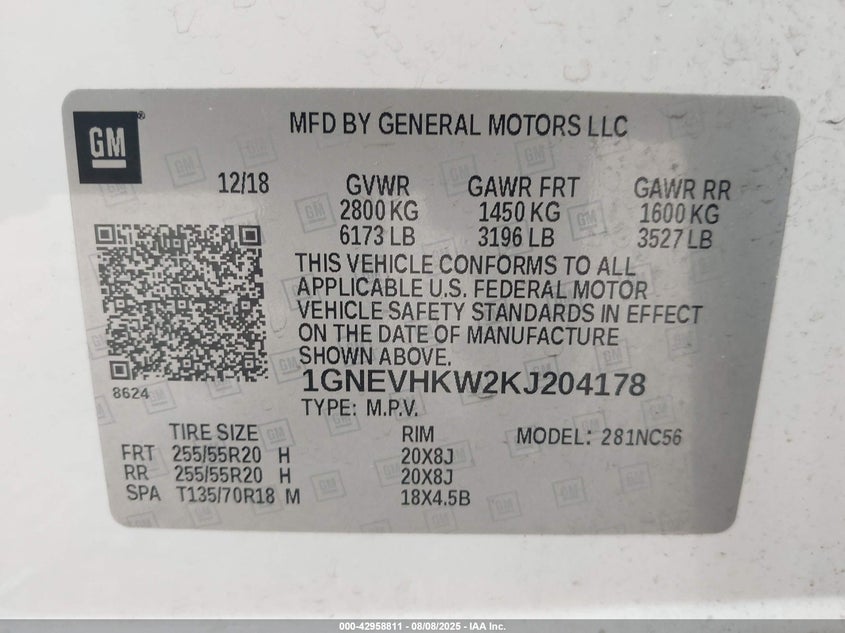 GM
MFD BY GENERAL MOTORS LLC
12/18 GVWR GAWR FRT GAWR RR
2800 KG 1450 KG 1600 KG
6173 LB 3196 LB 3527 LB
THIS VEHICLE CONFORMS TO ALL
APPLICABLE U.S. FEDERAL MOTOR
VEHICLE SAFETY STANDARDS IN EFFECT
ON THE DATE OF MANUFACTURE
SHOWN ABOVE.
8624
1GNEVHKW2KJ204178
TYPE: M.P.V.
TIRE SIZE RIM MODEL: 281NC56
FRT 255/55R20 H 20X8J
RR 255/55R20 H 20X8J
SPA T135/70R18 M 18X4.5B
000-42958811 - 08/08/2025 - IAA Inc.